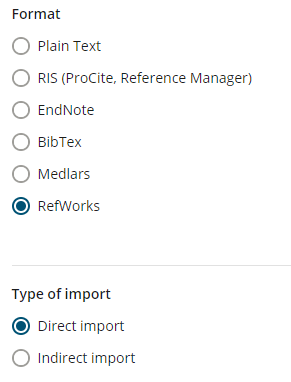 Format
Plain Text
RIS (ProCite, Reference Manager)
EndNote
BibTex
Medlars
RefWorks
Type of import
Direct import
Indirect import